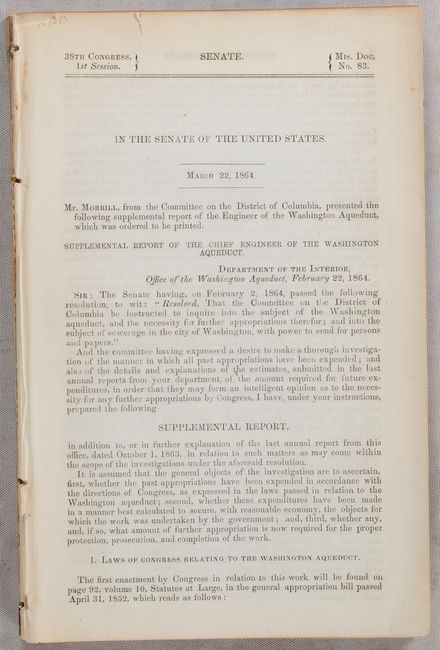 38TH CONGRESS, } SENATE. { MIS. DOC.
1st Session. } { No. 83.
IN THE SENATE OF THE UNITED STATES.
MARCH 22, 1864.
Mr. MORRILL, from the Committee on the District of Columbia, presented the
following supplemental report of the Engineer of the Washington Aqueduct,
which was ordered to be printed.
SUPPLEMENTAL REPORT OF THE CHIEF ENGINEER OF THE WASHINGTON
AQUEDUCT.
DEPARTMENT OF THE INTERIOR,
Office of the Washington Aqueduct, February 22, 1864.
SIR: The Senate having, on February 2, 1864, passed the following
resolution, to wit: "Resolved, That the Committee on the District of
Columbia be instructed to inquire into the subject of the Washington
aqueduct, and the necessity for further appropriations therefor; and into the
subject of sewerage in the city of Washington, with power to send for persons
and papers."
And the committee having expressed a desire to make a thorough investiga-
tion of the manner in which all past appropriations have been expended; and
also of the details and explanations of the estimates, submitted in the last
annual reports from your department, of the amount required for future ex-
penditures, in order that they may form an intelligent opinion as to the neces-
sity for any further appropriations by Congress, I have, under your instructions,
prepared the following
SUPPLEMENTAL REPORT,
in addition to, or in further explanation of the last annual report from this
office, dated October 1, 1863, in relation to such matters as may come within
the scope of the investigations under the aforesaid resolution.
It is assumed that the general objects of the investigation are to ascertain,
first, whether the past appropriations have been expended in accordance with
the directions of Congress, as expressed in the laws passed in relation to the
Washington aqueduct; second, whether these expenditures have been made
in a manner best calculated to secure, with reasonable economy, the objects for
which the work was undertaken by the government; and, third, whether any,
and, if so, what amount of further appropriation is now required for the proper
protection, prosecution, and completion of the work.
1. LAWS OF CONGRESS RELATING TO THE WASHINGTON AQUEDUCT.
The first enactment by Congress in relation to this work will be found on
page 92, volume 10, Statutes at Large, in the general appropriation bill passed
April 31, 1852, which reads as follows: